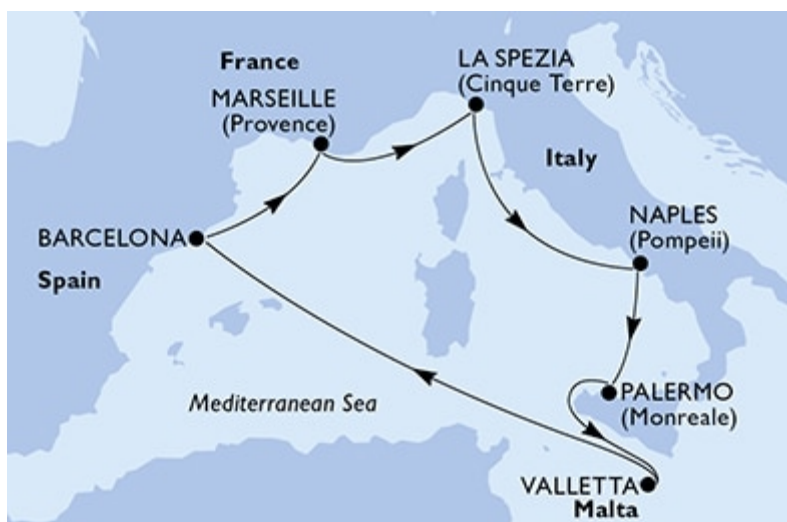 France
LA SPEZIA
(Cinque Terre)
MARSEILLE
(Provence)
Italy
NAPLES
(Pompeii)
BARCELONA
Spain
Mediterranean Sea
PALERMO
(Monreale)
VALLETTA
Malta